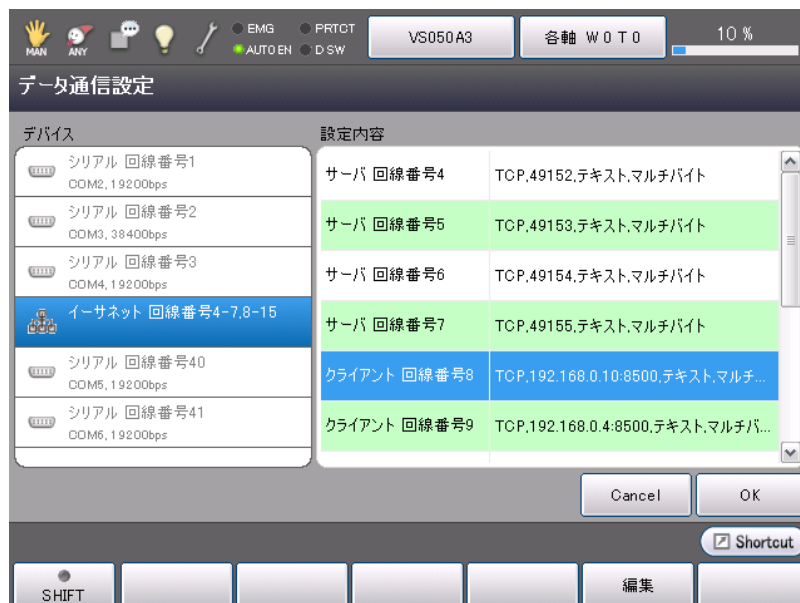 MAN
ANY
EMG
AUTO EN
PRTCT
D SW
VS050A3
各軸 W0T0
10 %
データ通信設定
デバイス
シリアル 回線番号1
COM2, 19200bps
シリアル 回線番号2
COM3, 38400bps
シリアル 回線番号3
COM4, 19200bps
イーサネット 回線番号4-7,8-15
シリアル 回線番号40
COM5, 19200bps
シリアル 回線番号41
COM6, 19200bps
設定内容
サーバ 回線番号4 TCP,49152,テキスト,マルチバイト
サーバ 回線番号5 TCP,49153,テキスト,マルチバイト
サーバ 回線番号6 TCP,49154,テキスト,マルチバイト
サーバ 回線番号7 TCP,49155,テキスト,マルチバイト
クライアント 回線番号8 TCP,192.168.0.10:8500,テキスト,マルチ...
クライアント 回線番号9 TCP,192.168.0.4:8500,テキスト,マルチバ...
Cancel
OK
Shortcut
SHIFT
編集